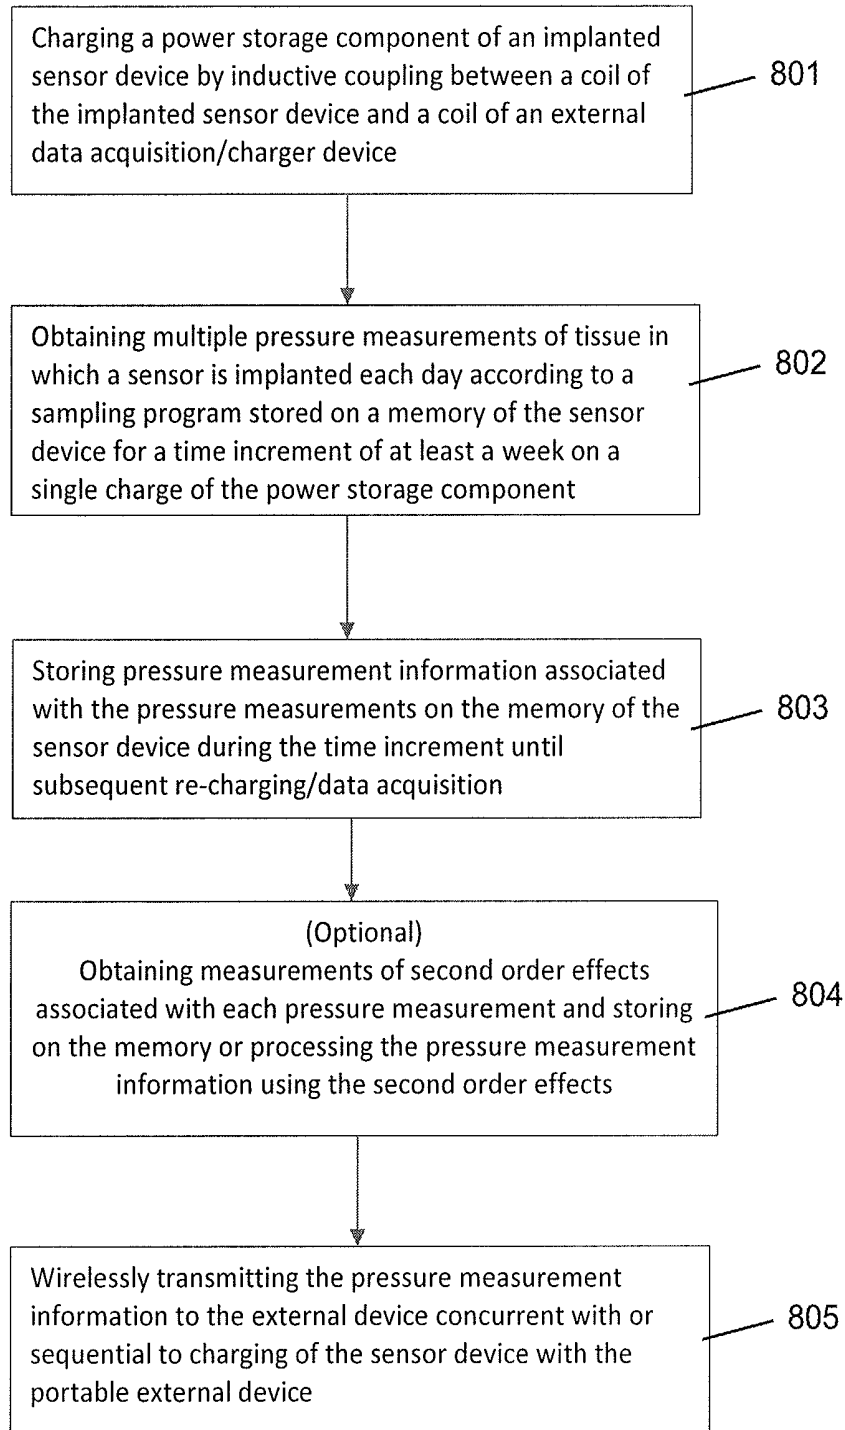 Charging a power storage component of an implanted
sensor device by inductive coupling between a coil of
the implanted sensor device and a coil of an external
data acquisition/charger device
801
Obtaining multiple pressure measurements of tissue in
which a sensor is implanted each day according to a
sampling program stored on a memory of the sensor
device for a time increment of at least a week on a
single charge of the power storage component
802
Storing pressure measurement information associated
with the pressure measurements on the memory of the
sensor device during the time increment until
subsequent re-charging/data acquisition
803
(Optional)
Obtaining measurements of second order effects
associated with each pressure measurement and storing
on the memory or processing the pressure measurement
information using the second order effects
804
Wirelessly transmitting the pressure measurement
information to the external device concurrent with or
sequential to charging of the sensor device with the
portable external device
805